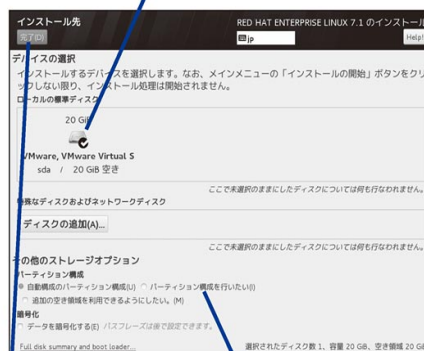 インストール先
RED HAT ENTERPRISE LINUX 7.1 のインストール
完了(D)
jp
Help!
デバイスの選択
インストールするデバイスを選択します。なお、メインメニューの「インストールの開始」ボタンをクリ
ックしない限り、インストール処理は開始されません。
ローカルの標準ディスク
20 GiB
VMware, VMware Virtual S
sda / 20 GiB 空き
ここで未選択のままにしたディスクについては何も行なわれません。
特殊なディスクおよびネットワークディスク
ディスクの追加(A)...
ここで未選択のままにしたディスクについては何も行なわれません。
その他のストレージオプション
パーティション構成
自動構成のパーティション構成(U) パーティション構成を行いたい(I)
追加の空き領域を利用できるようにしたい。(M)
暗号化
データを暗号化する(E) パスフレーズは後で設定できます。
Full disk summary and boot loader...
選択されたディスク数 1、容量 20 GiB、空き領域 20 GiB